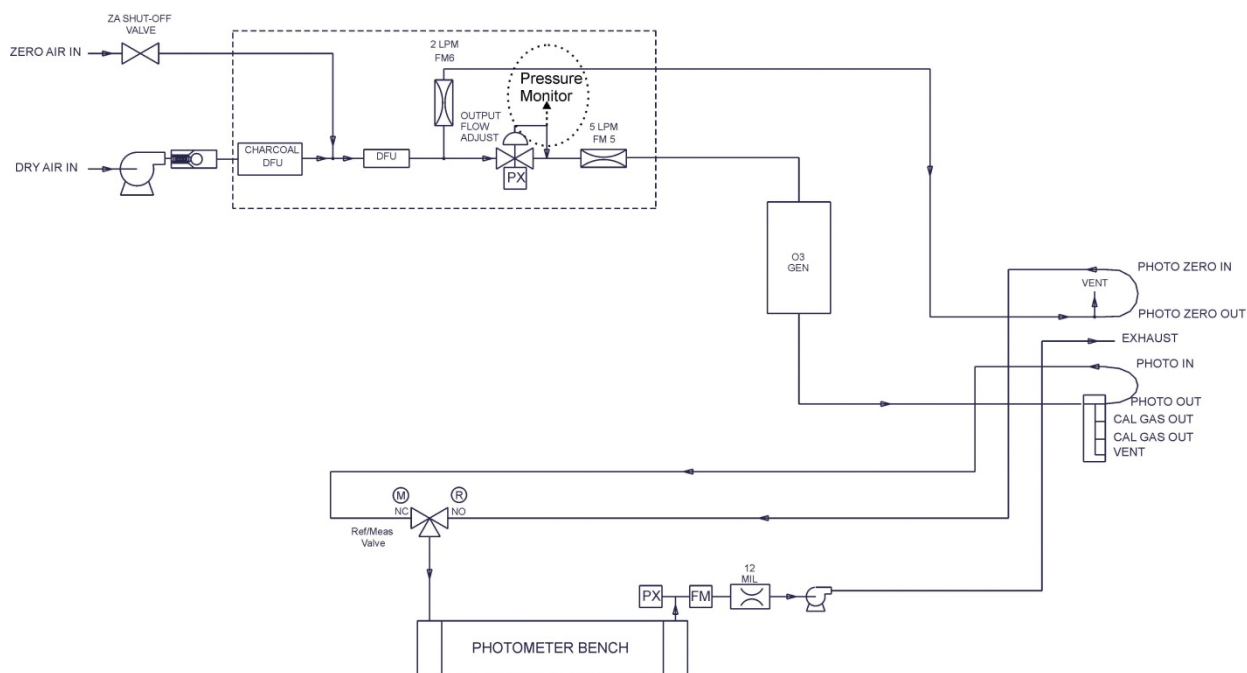 ZA SHUT-OFF
VALVE
ZERO AIR IN
DRY AIR IN
CHARCOAL
DFU
DFU
2 LPM
FM6
OUTPUT
FLOW
ADJUST
Pressure
Monitor
PX
5 LPM
FM 5
O3
GEN
PHOTO ZERO IN
VENT
PHOTO ZERO OUT
EXHAUST
PHOTO IN
PHOTO OUT
CAL GAS OUT
CAL GAS OUT
VENT
M
R
NC
NO
Ref/Meas
Valve
12
MIL
PX
FM
PHOTOMETER BENCH